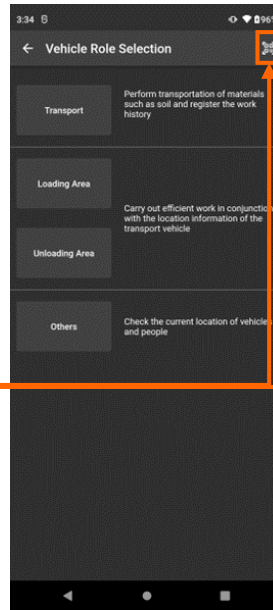 3:34
96%
Vehicle Role Selection
Transport
Perform transportation of materials
such as soil and register the work
history
Loading Area
Carry out efficient work in conjunction
with the location information of the
transport vehicle
Unloading Area
Others
Check the current location of vehicles
and people